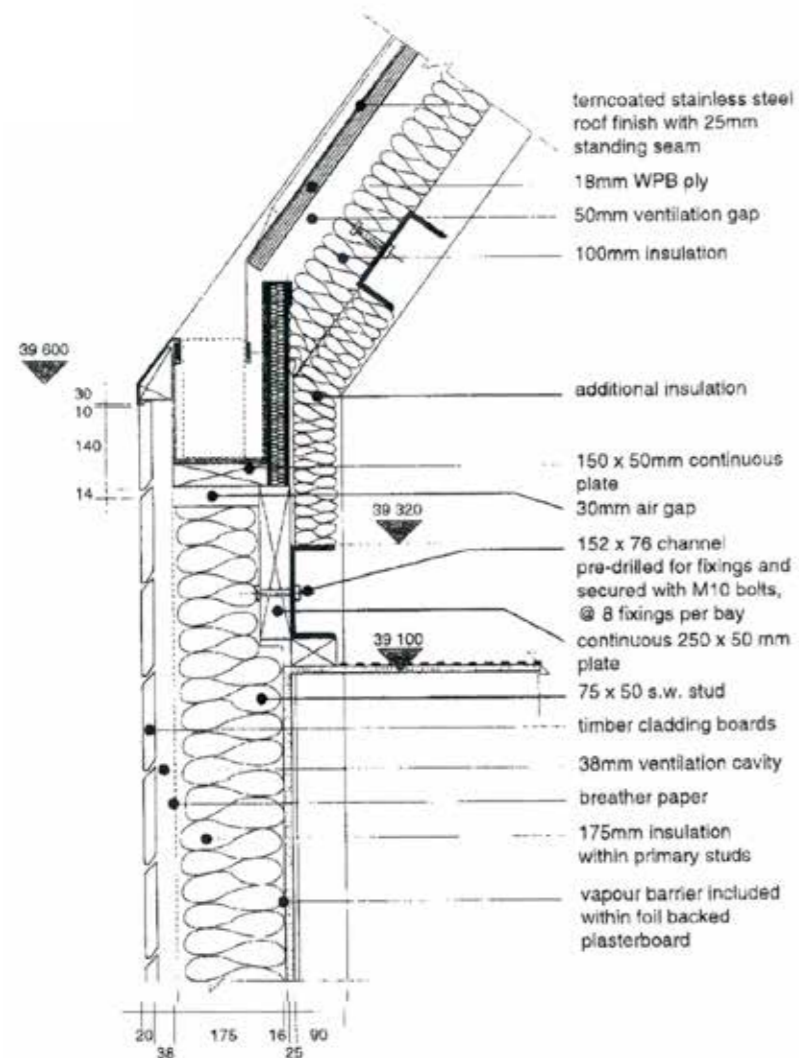 terncoated stainless steel
roof finish with 25mm
standing seam
18mm WPB ply
50mm ventilation gap
100mm insulation
39 600
30
10
additional insulation
140
150 x 50mm continuous
plate
14
30mm air gap
39 320
152 x 76 channel
pre-drilled for fixings and
secured with M10 bolts,
@ 8 fixings per bay
39 100
continuous 250 x 50 mm
plate
75 x 50 s.w. stud
timber cladding boards
38mm ventilation cavity
breather paper
175mm insulation
within primary studs
vapour barrier included
within foil backed
plasterboard
20
175
16
90
38
25